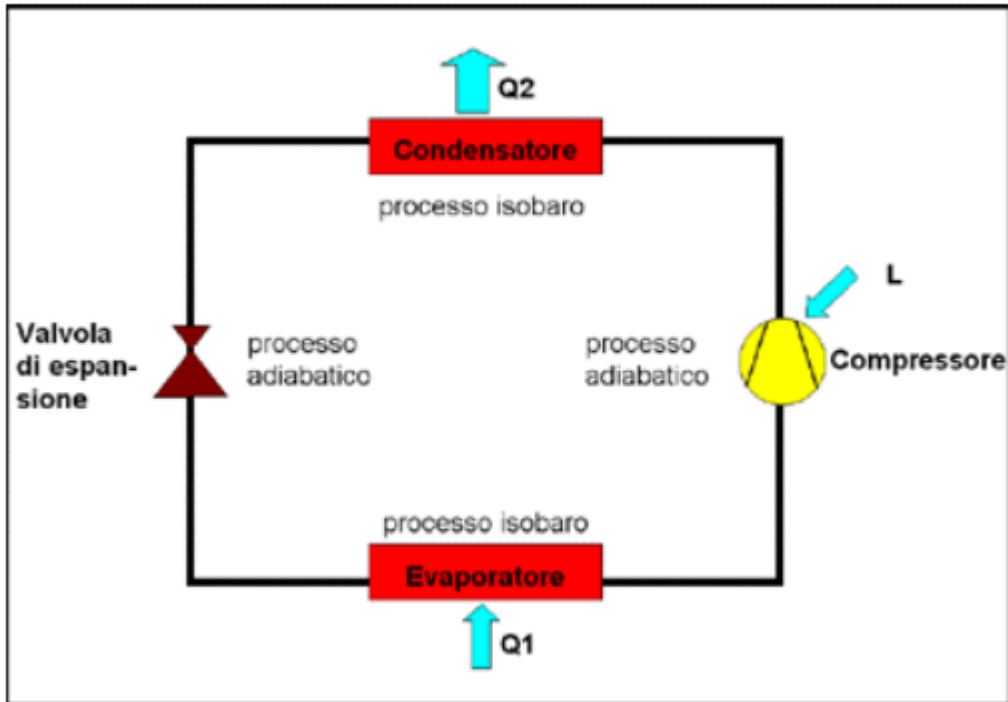 Q2
Condensatore
processo isobaro
L
Valvola
di espan-
sione
processo
adiabatico
processo
adiabatico
Compressore
processo isobaro
Evaporatore
Q1